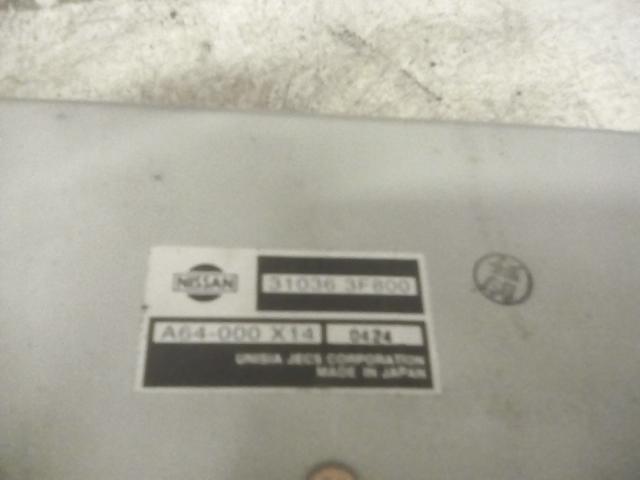 NISSAN
31036 3F800
A64-000 X14 0424
UNISIA JECS CORPORATION
MADE IN JAPAN